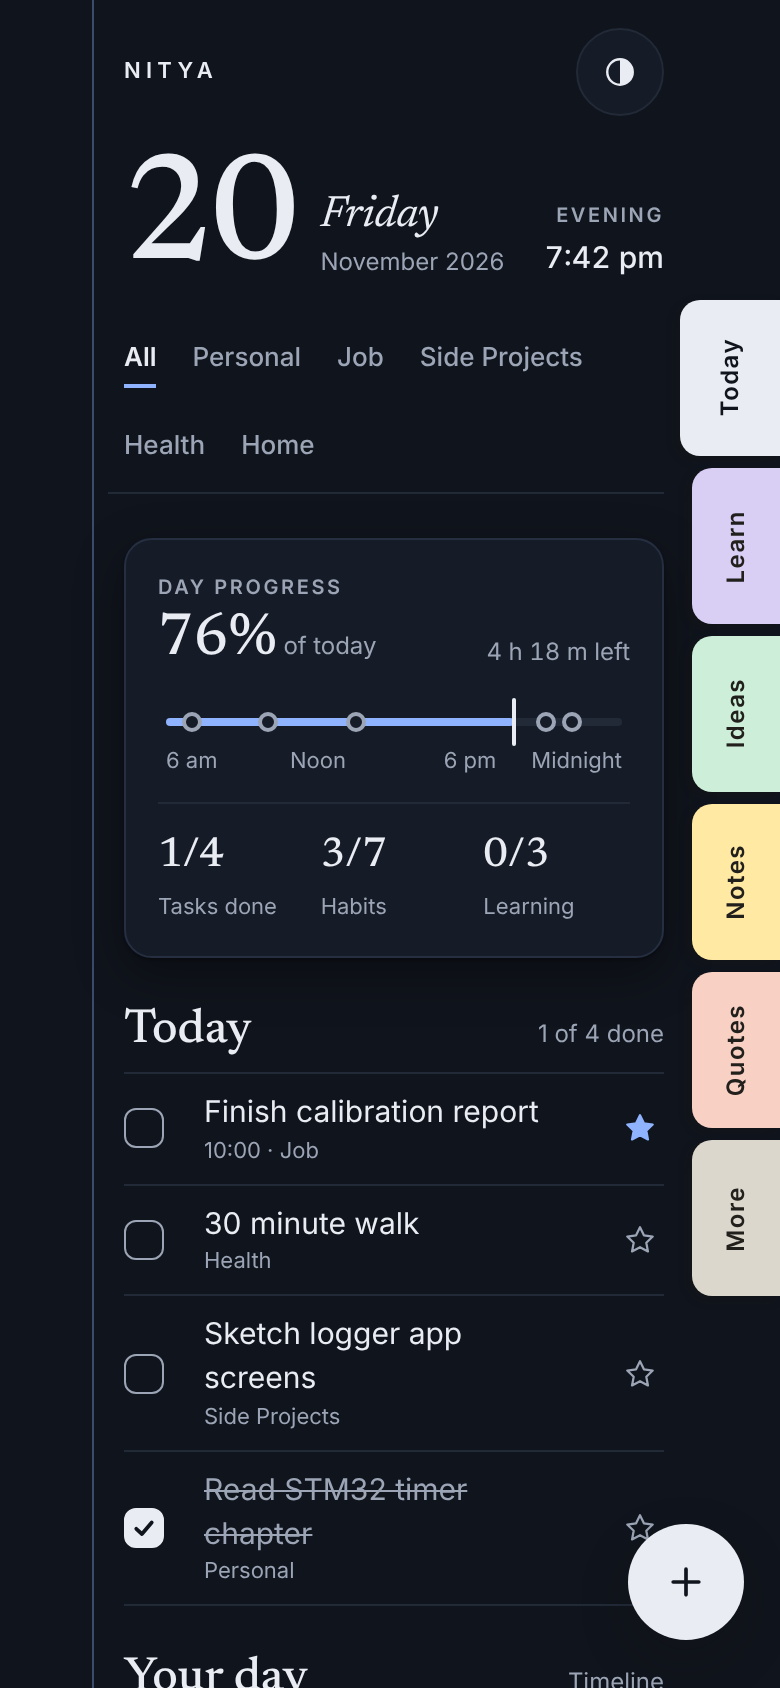 NITYA
20
Friday
November 2026
EVENING
7:42 pm
All Personal Job Side Projects
Health Home
DAY PROGRESS
76% of today
4 h 18 m left
6 am Noon 6 pm Midnight
1/4 3/7 0/3
Tasks done Habits Learning
Today
1 of 4 done
Finish calibration report
10:00 · Job
30 minute walk
Health
Sketch logger app
screens
Side Projects
Read STM32 timer
chapter
Personal
Your day
Timeline
Today
Learn
Ideas
Notes
Quotes
More